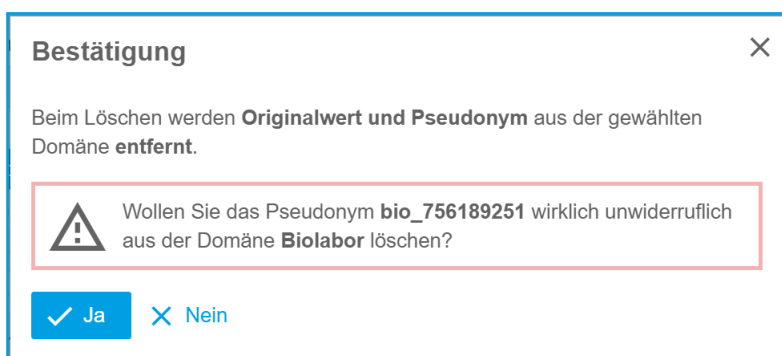 Bestätigung
Beim Löschen werden Originalwert und Pseudonym aus der gewählten
Domäne entfernt.
Wollen Sie das Pseudonym bio_756189251 wirklich unwiderruflich
aus der Domäne Biolabor löschen?
Ja
Nein